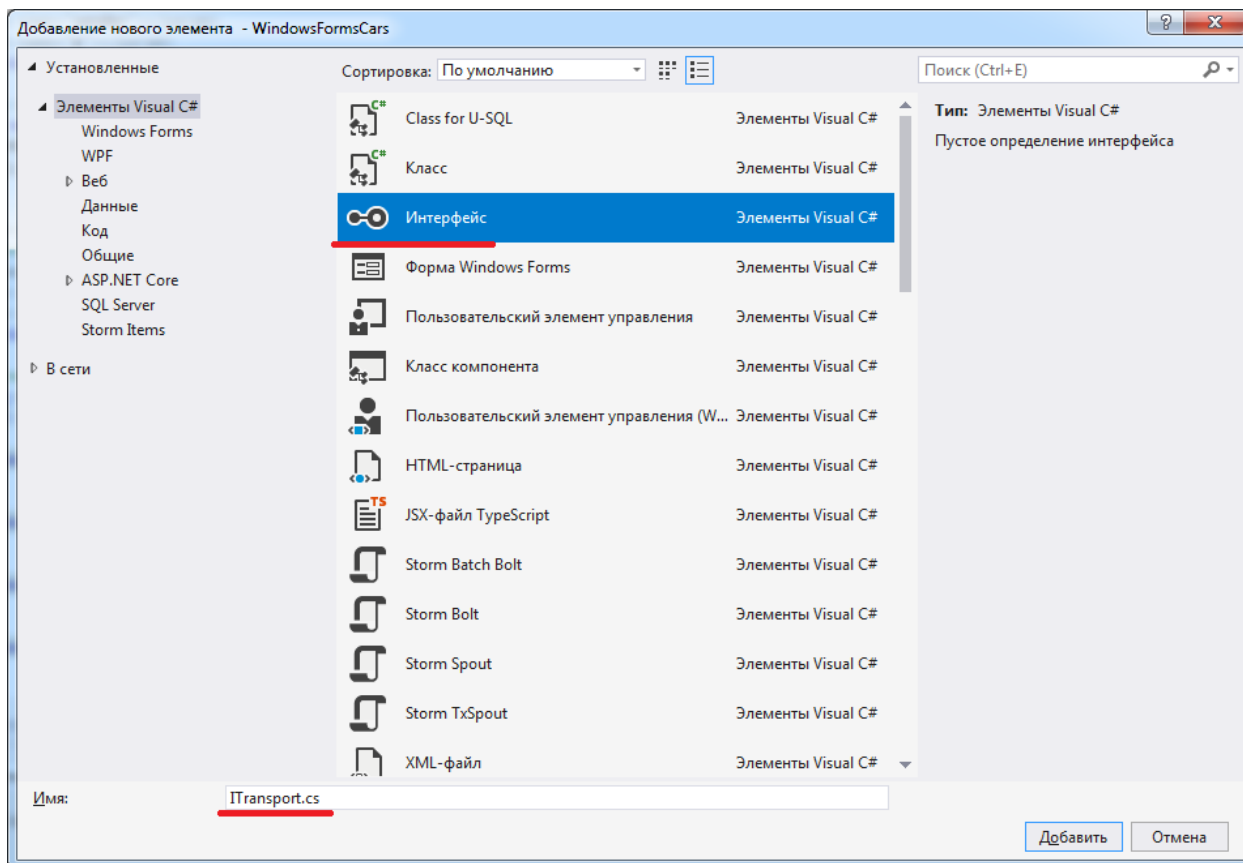 Добавление нового элемента - WindowsFormsCars
Установленные
Элементы Visual C#
Windows Forms
WPF
Веб
Данные
Код
Общие
ASP.NET Core
SQL Server
Storm Items
В сети
Сортировка: По умолчанию
Class for U-SQL Элементы Visual C#
Класс Элементы Visual C#
Интерфейс Элементы Visual C#
Форма Windows Forms Элементы Visual C#
Пользовательский элемент управления Элементы Visual C#
Класс компонента Элементы Visual C#
Пользовательский элемент управления (W... Элементы Visual C#
HTML-страница Элементы Visual C#
JSX-файл TypeScript Элементы Visual C#
Storm Batch Bolt Элементы Visual C#
Storm Bolt Элементы Visual C#
Storm Spout Элементы Visual C#
Storm TxSpout Элементы Visual C#
XML-файл Элементы Visual C#
Поиск (Ctrl+E)
Тип: Элементы Visual C#
Пустое определение интерфейса
Имя: ITransport.cs
Добавить Отмена